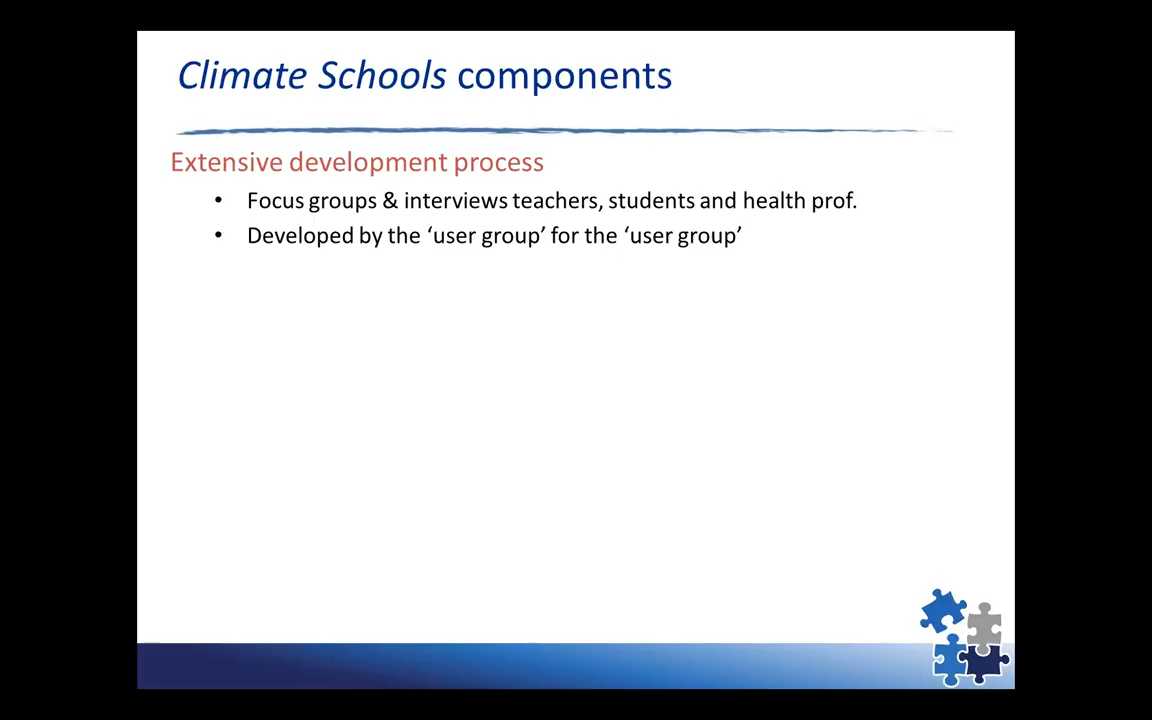 Climate Schools components
Extensive development process
• Focus groups & interviews teachers, students and health prof.
• Developed by the ‘user group’ for the ‘user group’